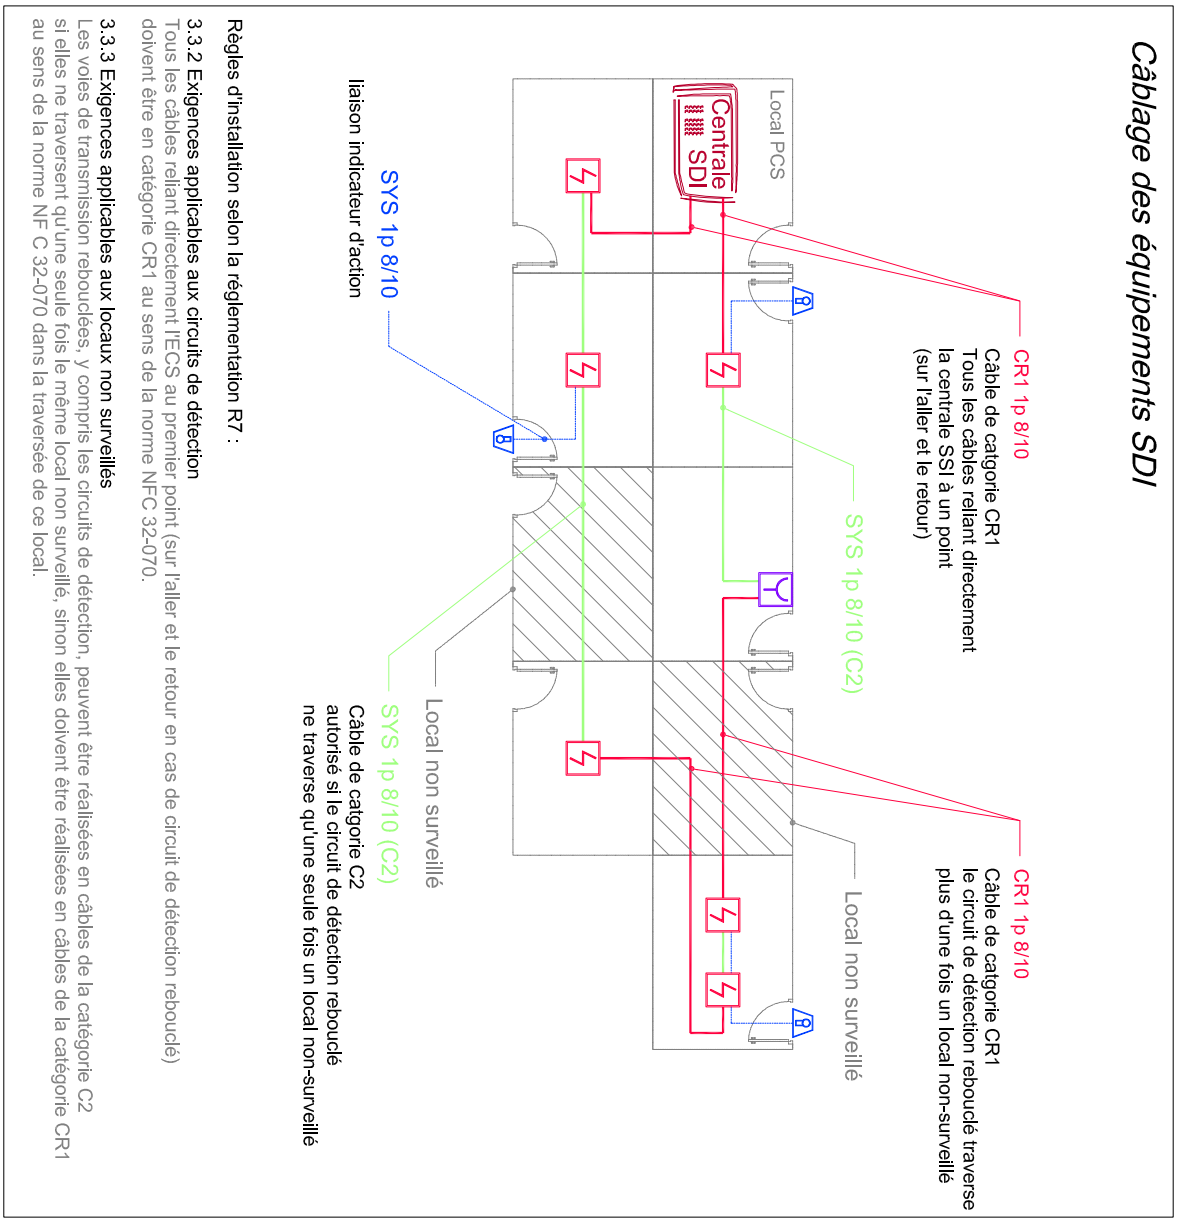 Câblage des équipements SDI
CR1 1p 8/10
Câble de catgorie CR1
Tous les câbles reliant directement
la centrale SSI à un point
(sur l'aller et le retour)
CR1 1p 8/10
Câble de catgorie CR1
le circuit de détection rebouclé traverse
plus d'une fois un local non-surveillé
SYS 1p 8/10 (C2)
Local non surveillé
Local PCS
Centrale
SDI
Local non surveillé
SYS 1p 8/10
liaison indicateur d'action
SYS 1p 8/10 (C2)
Câble de catgorie C2
autorisé si le circuit de détection rebouclé
ne traverse qu'une seule fois un local non-surveillé
Règles d'installation selon la réglementation R7 :
3.3.2 Exigences applicables aux circuits de détection
Tous les câbles reliant directement l'ECS au premier point (sur l'aller et le retour en cas de circuit de détection rebouclé)
doivent être en catégorie CR1 au sens de la norme NFC 32-070.
3.3.3 Exigences applicables aux locaux non surveillés
Les voies de transmission rebouclées, y compris les circuits de détection, peuvent être réalisées en câbles de la catégorie C2
si elles ne traversent qu'une seule fois le même local non surveillé, sinon elles doivent être réalisées en câbles de la catégorie CR1
au sens de la norme NF C 32-070 dans la traversée de ce local.